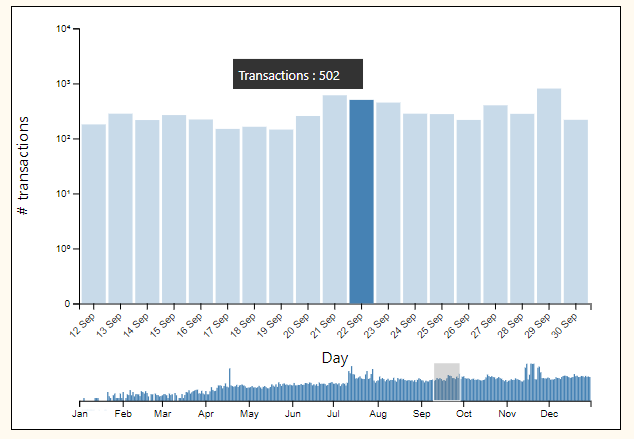 10⁴
Transactions : 502
10³
10²
10¹
10⁰
0
# transactions
12 Sep 13 Sep 14 Sep 15 Sep 16 Sep 17 Sep 18 Sep 19 Sep 20 Sep 21 Sep 22 Sep 23 Sep 24 Sep 25 Sep 26 Sep 27 Sep 28 Sep 29 Sep 30 Sep
Day
Jan Feb Mar Apr May Jun Jul Aug Sep Oct Nov Dec